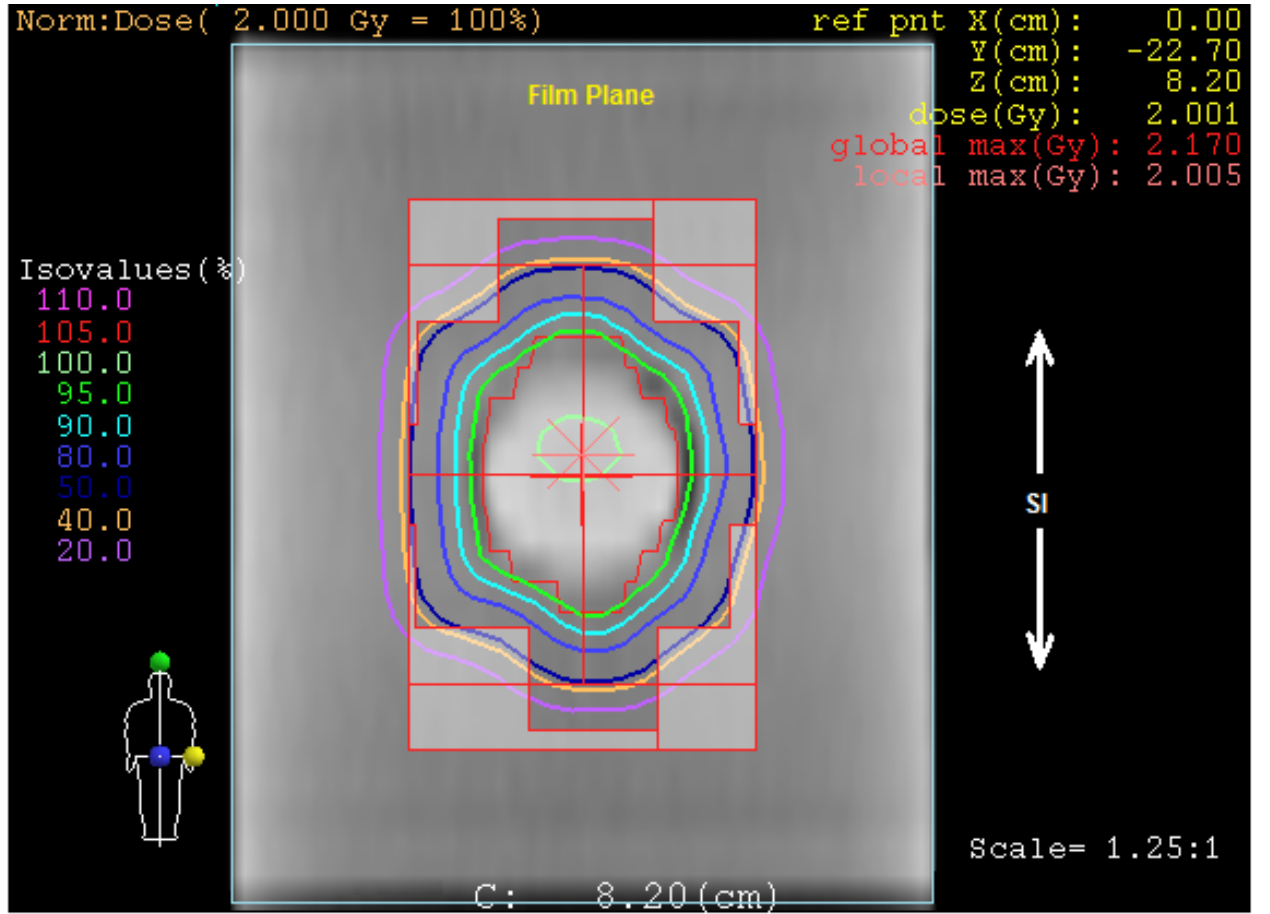 Norm:Dose( 2.000 Gy = 100%)
ref pnt X(cm): 0.00
Y(cm): -22.70
Z(cm): 8.20
dose(Gy): 2.001
global max(Gy): 2.170
local max(Gy): 2.005
Film Plane
Isovalues(%)
110.0
105.0
100.0
95.0
90.0
80.0
50.0
40.0
20.0
SI
Scale= 1.25:1
C: 8.20(cm)